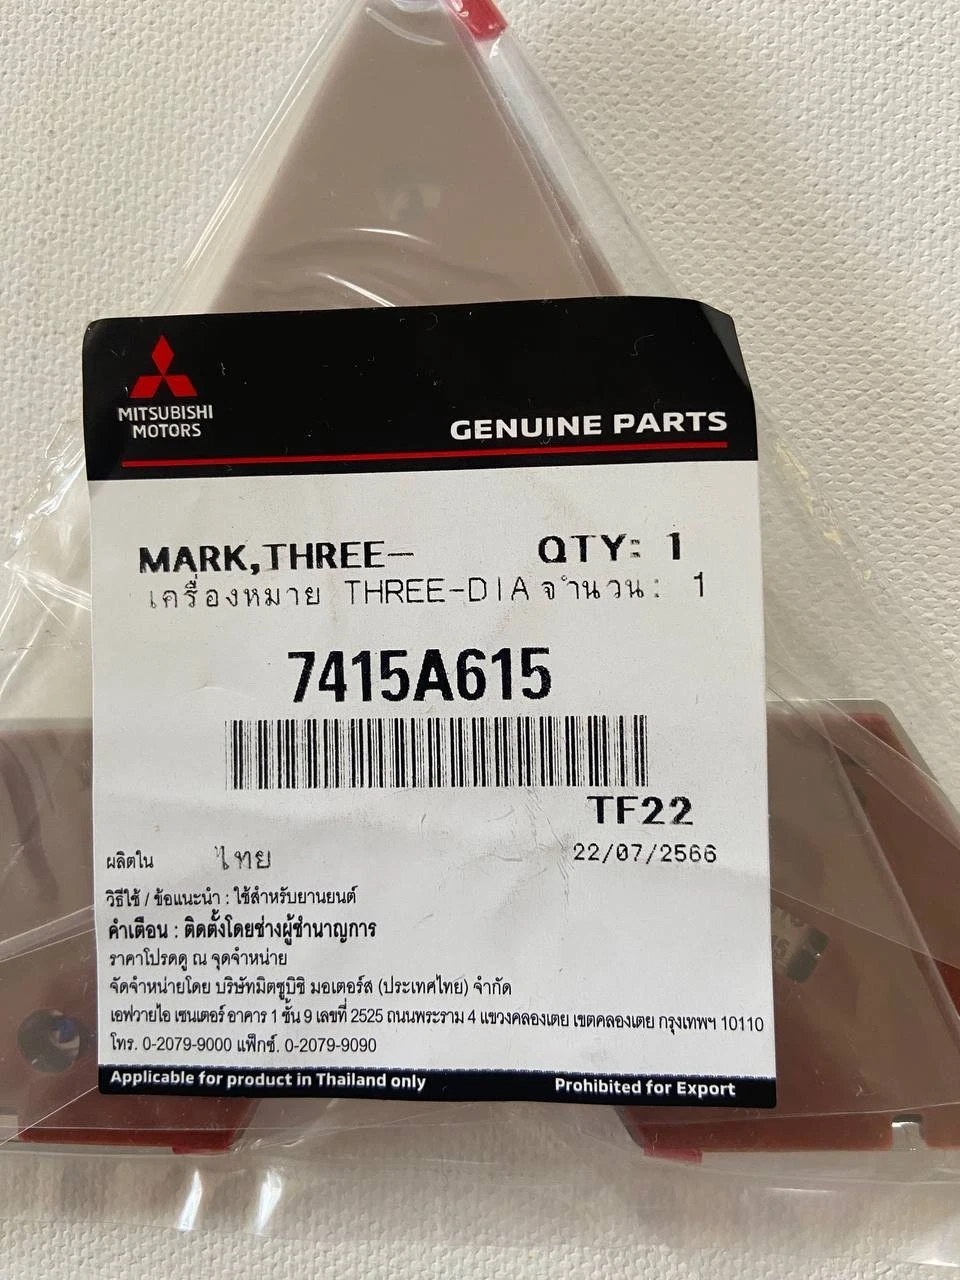 MITSUBISHI
MOTORS
GENUINE PARTS
MARK,THREE- QTY: 1
เครื่องหมาย THREE-DIA จำนวน: 1
7415A615
TF22
22/07/2566
ผลิตใน ไทย
วิธีใช้ / ข้อแนะนำ : ใช้สำหรับยานยนต์
คำเตือน : ติดตั้งโดยช่างผู้ชำนาญการ
ราคาโปรดดู ณ จุดจำหน่าย
จัดจำหน่ายโดย บริษัทมิตซูบิชิ มอเตอร์ส (ประเทศไทย) จำกัด
เอฟวายไอ เซนเตอร์ อาคาร 1 ชั้น 9 เลขที่ 2525 ถนนพระราม 4 แขวงคลองเตย เขตคลองเตย กรุงเทพฯ 10110
โทร. 0-2079-9000 แฟ็กซ์. 0-2079-9090
Applicable for product in Thailand only Prohibited for Export